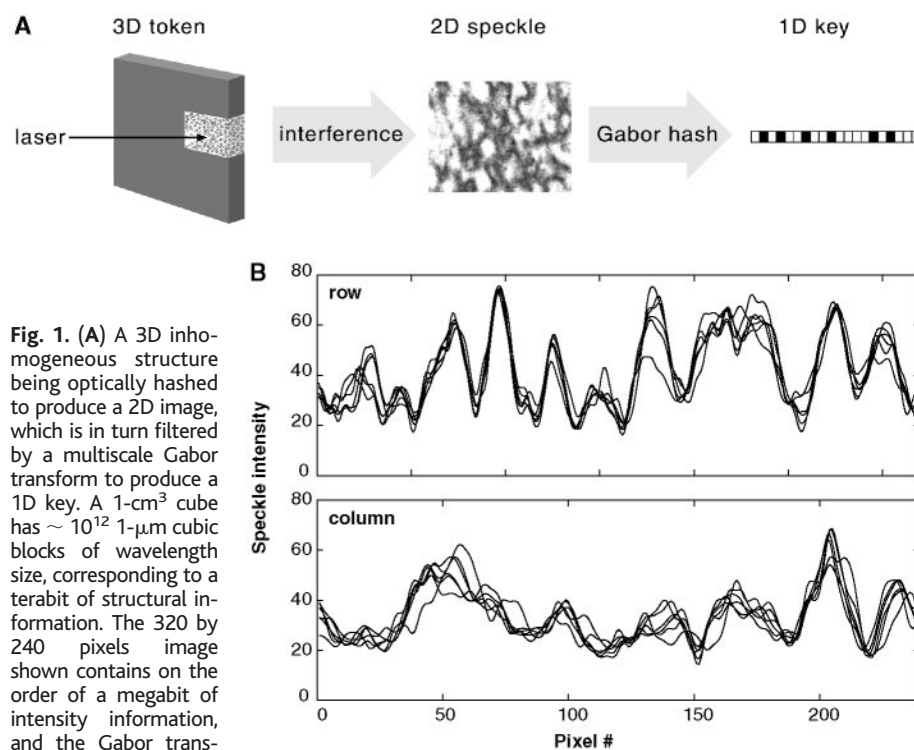 A
3D token
2D speckle
1D key
laser
interference
Gabor hash
B
row
80
60
40
20
0
column
80
60
40
20
0
Speckle intensity
0
50
100
150
200
Pixel #
Fig. 1. (A) A 3D inho-
mogeneous structure
being optically hashed
to produce a 2D image,
which is in turn filtered
by a multiscale Gabor
transform to produce a
1D key. A 1-cm³ cube
has ~ 10¹² 1-μm cubic
blocks of wavelength
size, corresponding to a
terabit of structural in-
formation. The 320 by
240 pixels image
shown contains on the
order of a megabit of
intensity information,
and the Gabor trans-